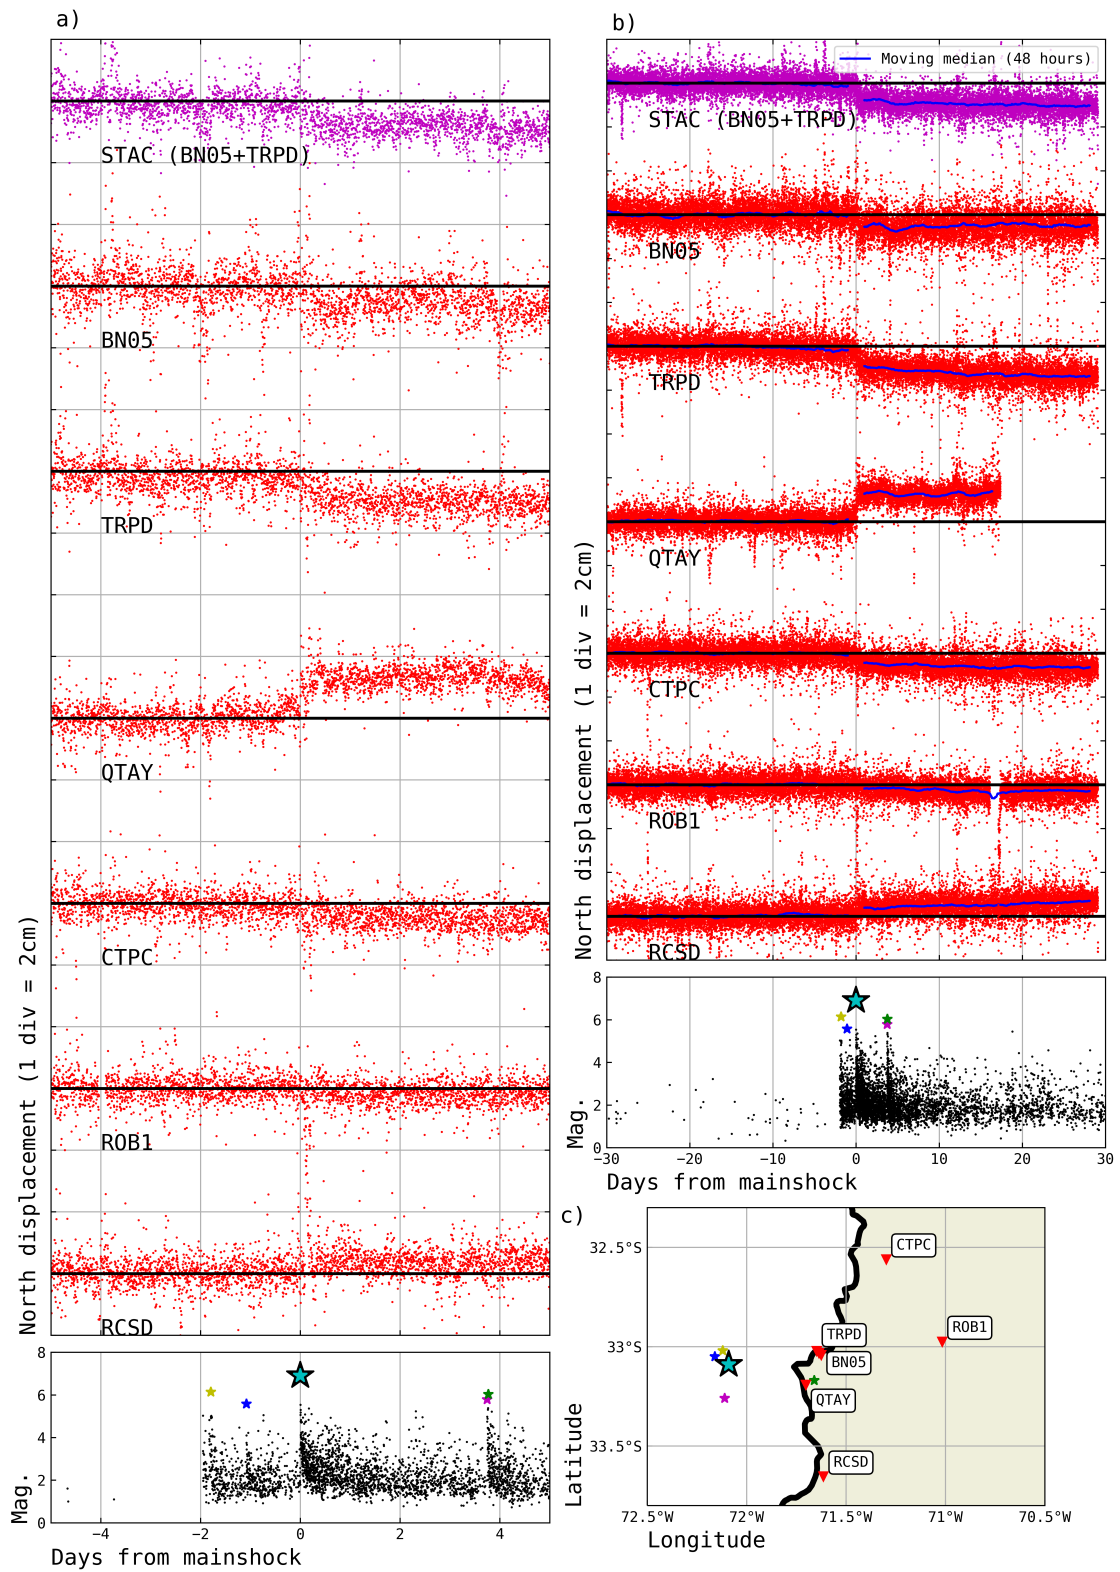 a)
STAC (BN05+TRPD)
BN05
TRPD
QTAY
CTPC
ROB1
RCSD
North displacement (1 div = 2cm)
8
6
4
2
0
Mag.
−4 −2 0 2 4
Days from mainshock
b)
Moving median (48 hours)
STAC (BN05+TRPD)
BN05
TRPD
QTAY
CTPC
ROB1
RCSD
North displacement (1 div = 2cm)
8
6
4
2
0
Mag.
−30 −20 −10 0 10 20 30
Days from mainshock
c)
32.5°S
33°S
33.5°S
Latitude
CTPC
ROB1
TRPD
BN05
QTAY
RCSD
72.5°W 72°W 71.5°W 71°W 70.5°W
Longitude